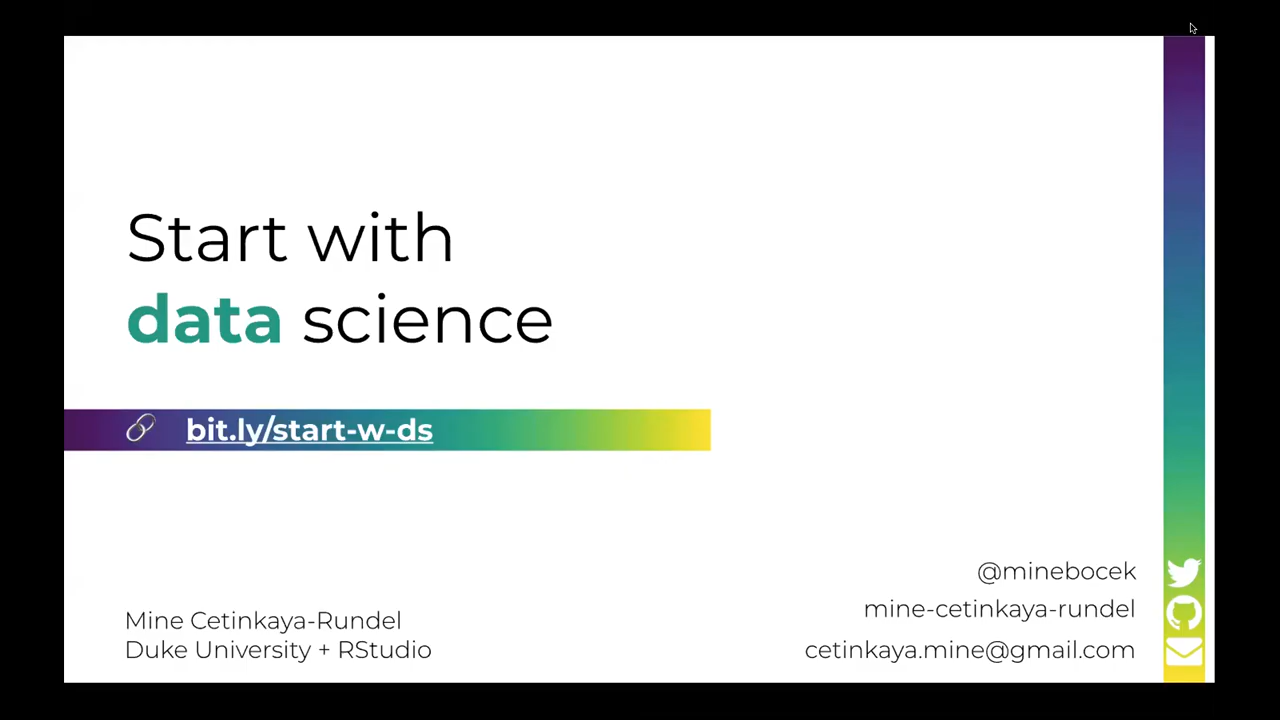 Start with
data science
bit.ly/start-w-ds
Mine Cetinkaya-Rundel
Duke University + RStudio
@minebocek
mine-cetinkaya-rundel
cetinkaya.mine@gmail.com